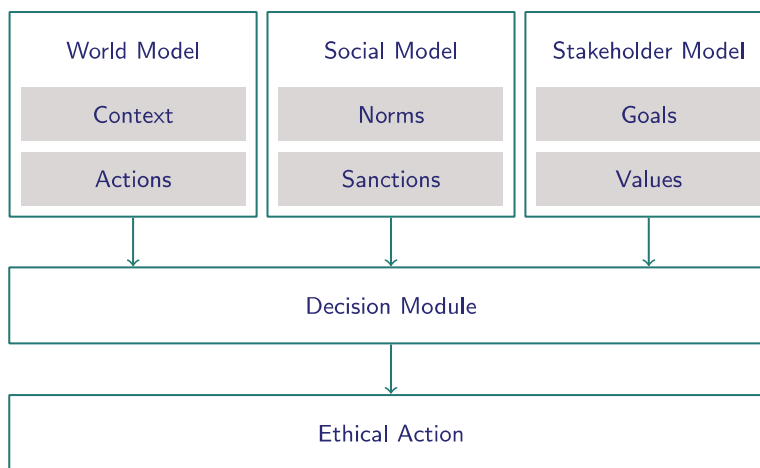 World Model
Context
Actions
Social Model
Norms
Sanctions
Stakeholder Model
Goals
Values
Decision Module
Ethical Action